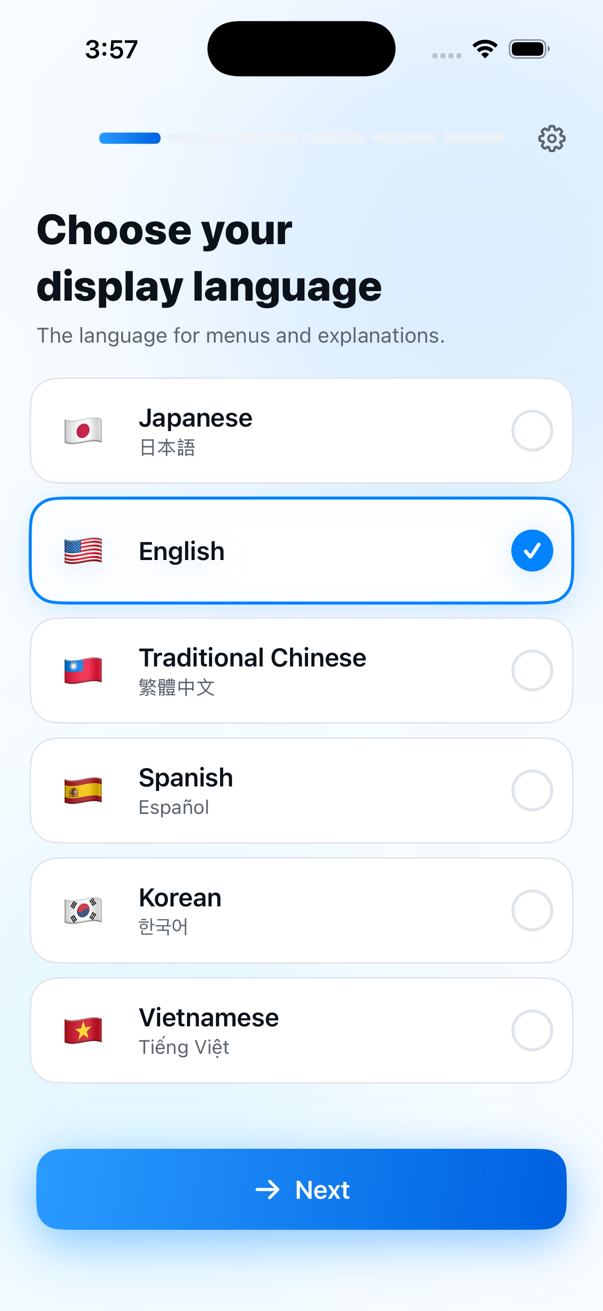 3:57
Choose your
display language
The language for menus and explanations.
Japanese
日本語
English
Traditional Chinese
繁體中文
Spanish
Español
Korean
한국어
Vietnamese
Tiếng Việt
Next